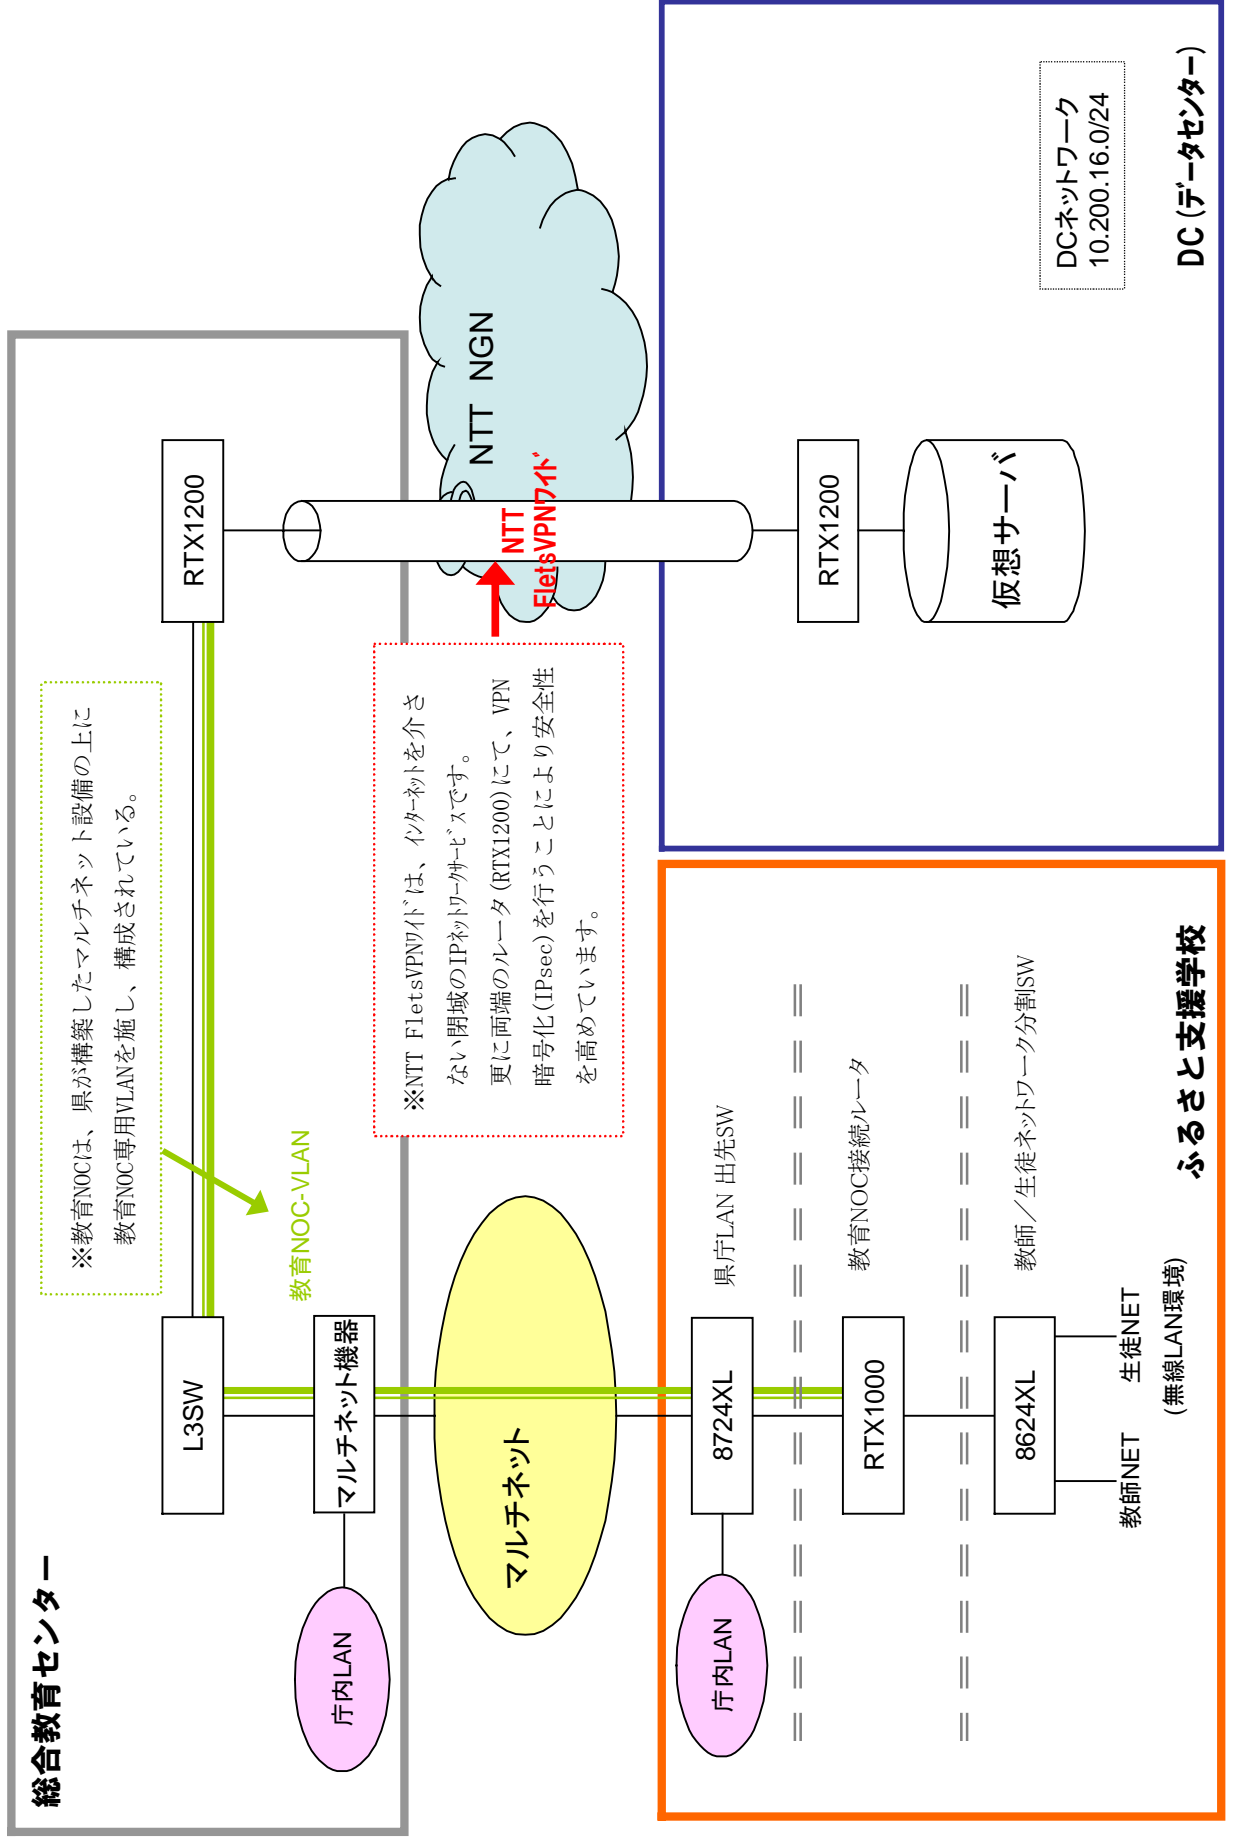 総合教育センター
※教育NOCは、県が構築したマルチネット設備の上に
教育NOC専用VLANを施し、構成されている。
L3SW
RTX1200
教育NOC-VLAN
マルチネット機器
庁内LAN
※NTT FletsVPNﾜｲﾄﾞは、ｲﾝﾀｰﾈｯﾄを介さ
ない閉域のIPﾈｯﾄﾜｰｸｻｰﾋﾞｽです。
更に両端のルータ(RTX1200)にて、VPN
暗号化(IPsec)を行うことにより安全性
を高めています。
NTT NGN
NTT
FletsVPNﾜｲﾄﾞ
マルチネット
庁内LAN
8724XL
県庁LAN 出先SW
RTX1000
教育NOC接続ルータ
8624XL
教師／生徒ネットワーク分割SW
教師NET
生徒NET
(無線LAN環境)
ふるさと支援学校
RTX1200
仮想サーバ
DCネットワーク
10.200.16.0/24
DC(データセンター)